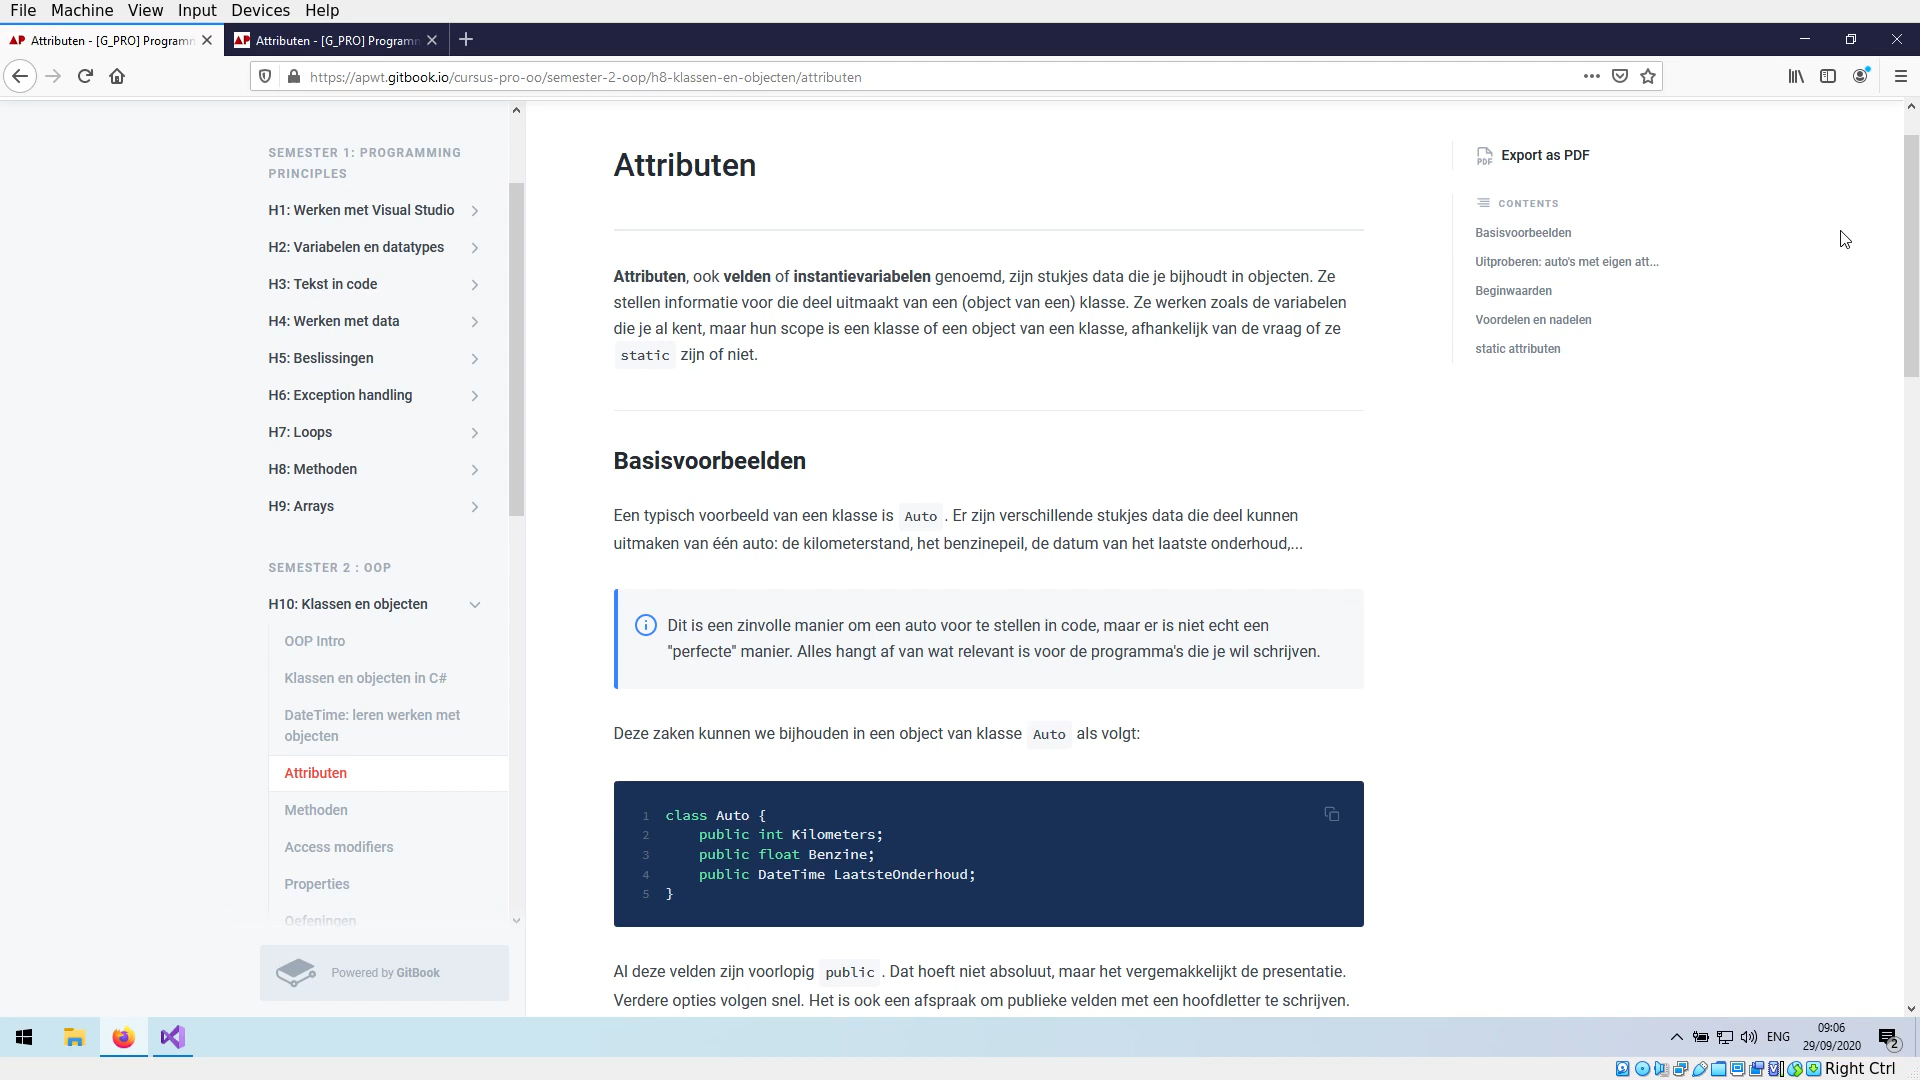 File Machine View Input Devices Help
Attributen - [G_PRO] Programm
Attributen - [G_PRO] Programm
https://apwt.gitbook.io/cursus-pro-oo/semester-2-oop/h8-klassen-en-objecten/attributen
SEMESTER 1: PROGRAMMING
PRINCIPLES
H1: Werken met Visual Studio
H2: Variabelen en datatypes
H3: Tekst in code
H4: Werken met data
H5: Beslissingen
H6: Exception handling
H7: Loops
H8: Methoden
H9: Arrays
SEMESTER 2 : OOP
H10: Klassen en objecten
OOP Intro
Klassen en objecten in C#
DateTime: leren werken met
objecten
Attributen
Methoden
Access modifiers
Properties
Oefeningen
Powered by GitBook
Attributen
Attributen, ook velden of instantievariabelen genoemd, zijn stukjes data die je bijhoudt in objecten. Ze
stellen informatie voor die deel uitmaakt van een (object van een) klasse. Ze werken zoals de variabelen
die je al kent, maar hun scope is een klasse of een object van een klasse, afhankelijk van de vraag of ze
static zijn of niet.
Basisvoorbeelden
Een typisch voorbeeld van een klasse is Auto . Er zijn verschillende stukjes data die deel kunnen
uitmaken van één auto: de kilometerstand, het benzinepeil, de datum van het laatste onderhoud,...
Dit is een zinvolle manier om een auto voor te stellen in code, maar er is niet echt een
"perfecte" manier. Alles hangt af van wat relevant is voor de programma's die je wil schrijven.
Deze zaken kunnen we bijhouden in een object van klasse Auto als volgt:
1 class Auto {
2 public int Kilometers;
3 public float Benzine;
4 public DateTime LaatsteOnderhoud;
5 }
Al deze velden zijn voorlopig public . Dat hoeft niet absoluut, maar het vergemakkelijkt de presentatie.
Verdere opties volgen snel. Het is ook een afspraak om publieke velden met een hoofdletter te schrijven.
PDF Export as PDF
CONTENTS
Basisvoorbeelden
Uitproberen: auto's met eigen att...
Beginwaarden
Voordelen en nadelen
static attributen
ENG
09:06
29/09/2020
2
Right Ctrl